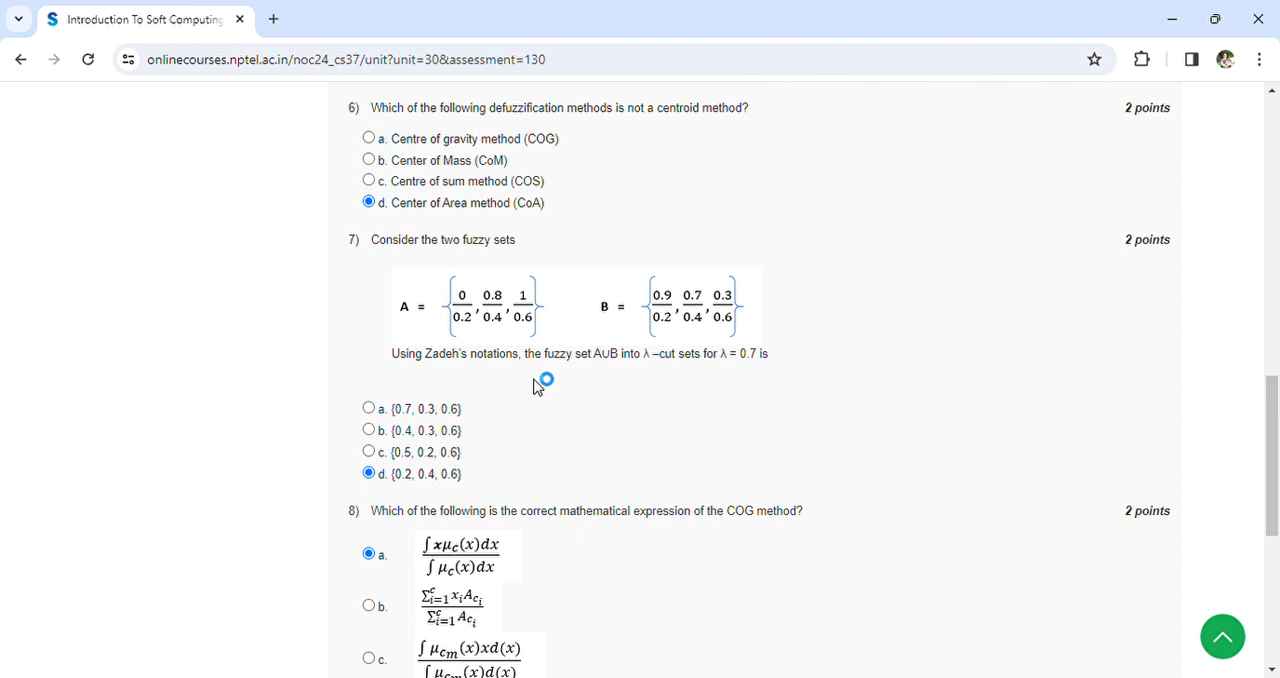 Introduction To Soft Computing
onlinecourses.nptel.ac.in/noc24_cs37/unit?unit=30&assessment=130
6) Which of the following defuzzification methods is not a centroid method? 2 points
a. Centre of gravity method (COG)
b. Center of Mass (CoM)
c. Centre of sum method (COS)
d. Center of Area method (CoA)
7) Consider the two fuzzy sets 2 points
A = {0/0.2, 0.8/0.4, 1/0.6} B = {0.9/0.2, 0.7/0.4, 0.3/0.6}
Using Zadeh's notations, the fuzzy set A∪B into λ –cut sets for λ = 0.7 is
a. {0.7, 0.3, 0.6}
b. {0.4, 0.3, 0.6}
c. {0.5, 0.2, 0.6}
d. {0.2, 0.4, 0.6}
8) Which of the following is the correct mathematical expression of the COG method? 2 points
a. ∫xμc(x)dx / ∫μc(x)dx
b. Σᶜᵢ₌₁ xᵢAcᵢ / Σᶜᵢ₌₁ Acᵢ
c. ∫μcm(x)xd(x) / ∫μcm(x)d(x)